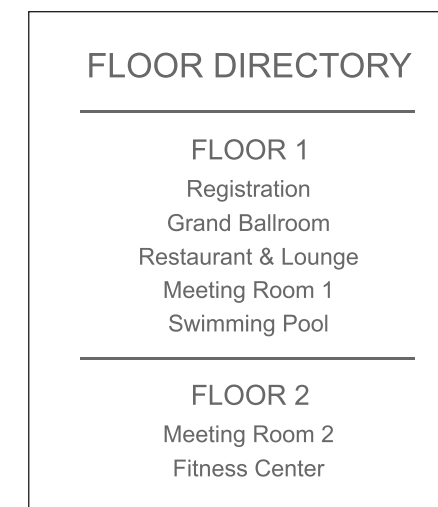 FLOOR DIRECTORY
FLOOR 1
Registration
Grand Ballroom
Restaurant & Lounge
Meeting Room 1
Swimming Pool
FLOOR 2
Meeting Room 2
Fitness Center